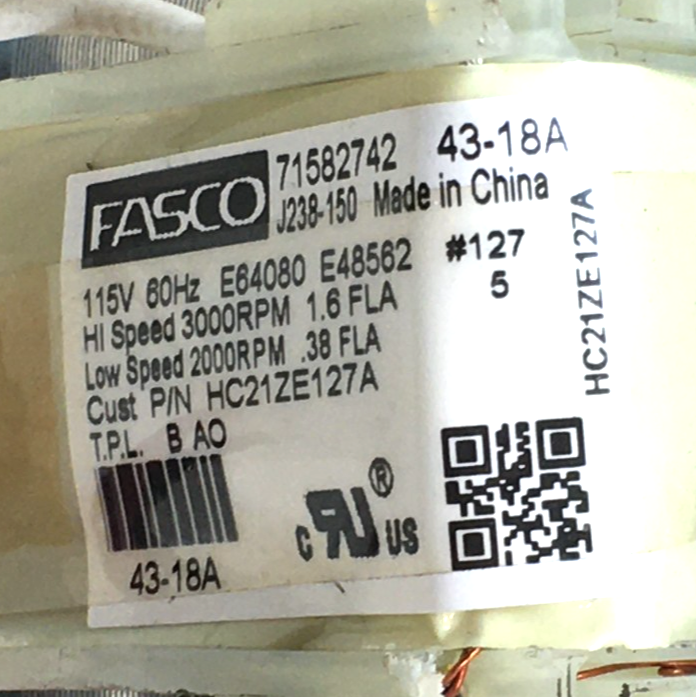 FASCO
71582742 43-18A
J238-150 Made in China
115V 60Hz E64080 E48562 #127
HI Speed 3000RPM 1.6 FLA 5
Low Speed 2000RPM .38 FLA
Cust P/N HC21ZE127A
T.P.L. B AO
43-18A
c RU ® US
HC21ZE127A